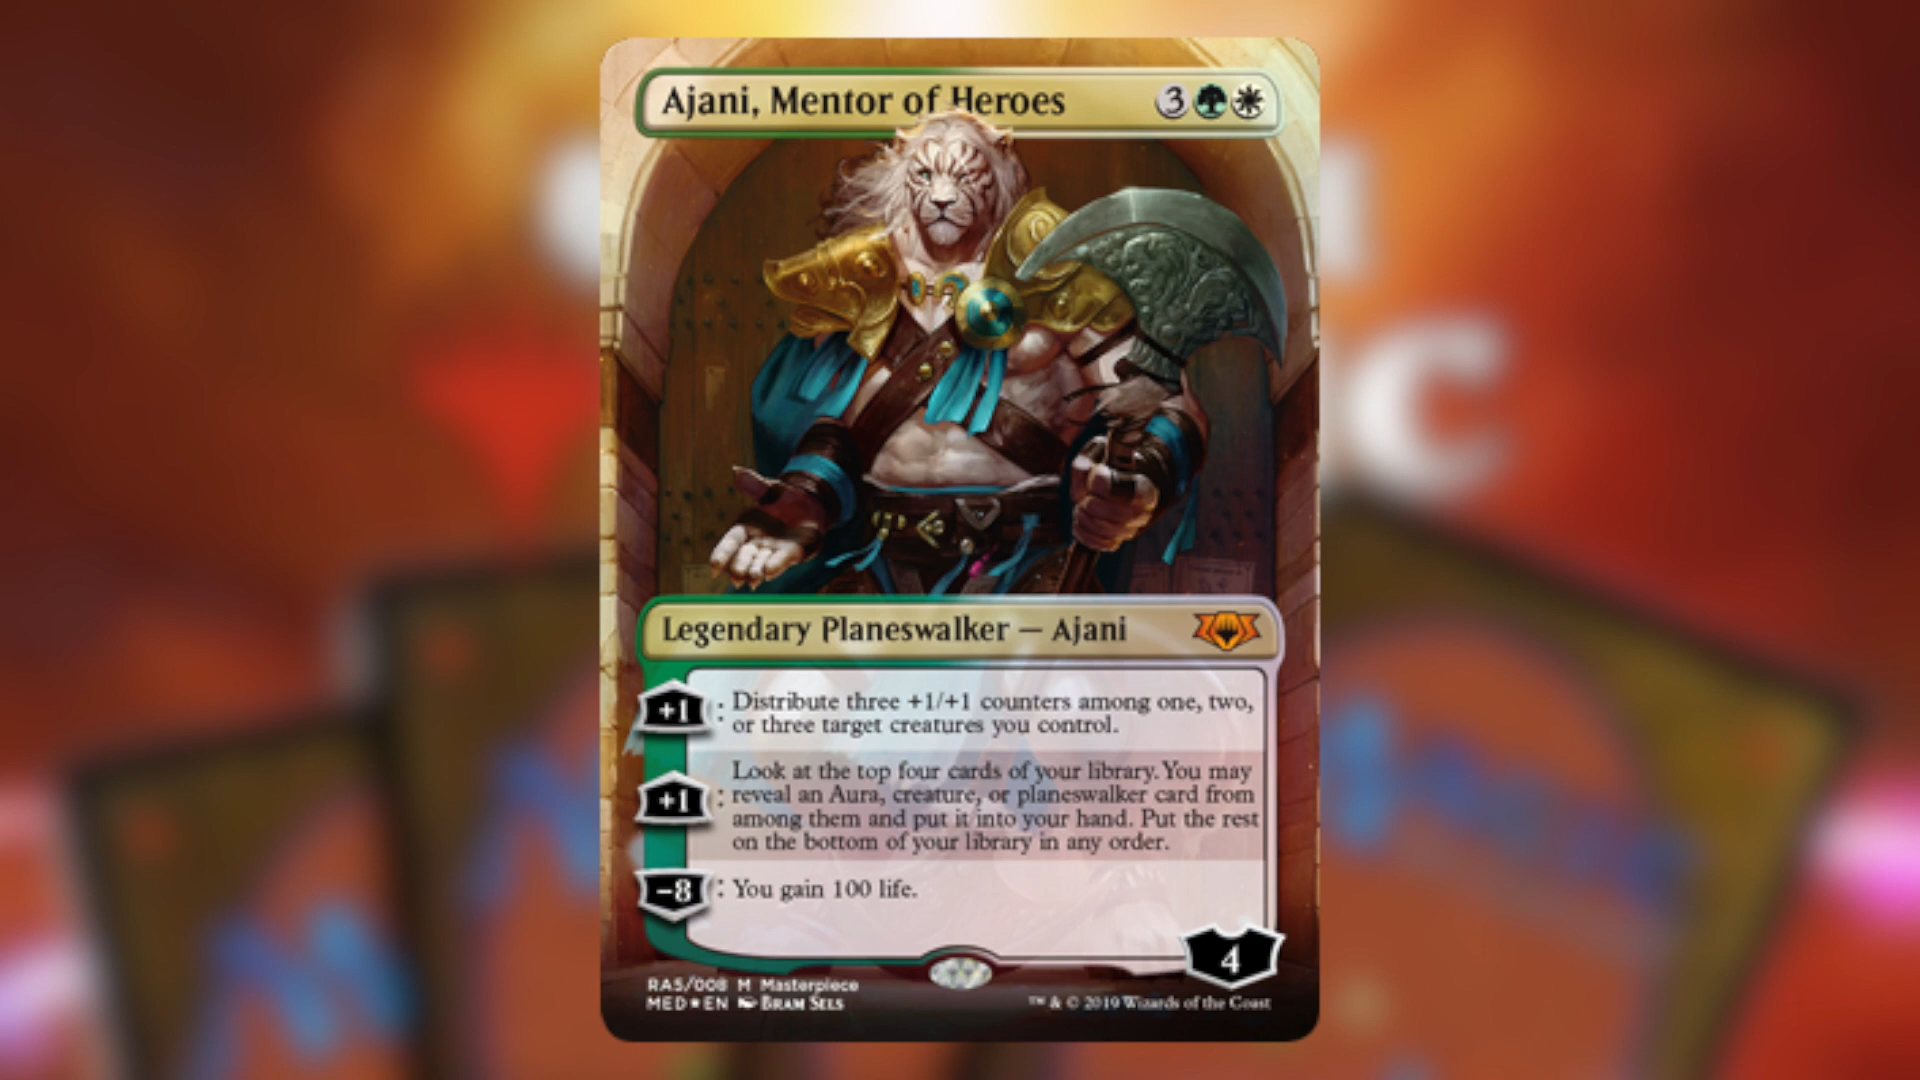 Ajani, Mentor of Heroes 3
Legendary Planeswalker — Ajani
+1: Distribute three +1/+1 counters among one, two,
or three target creatures you control.
Look at the top four cards of your library. You may
+1: reveal an Aura, creature, or planeswalker card from
among them and put it into your hand. Put the rest
on the bottom of your library in any order.
−8: You gain 100 life.
4
RA5/008 M Masterpiece
MED★EN Bram Sels
™ & © 2019 Wizards of the Coast